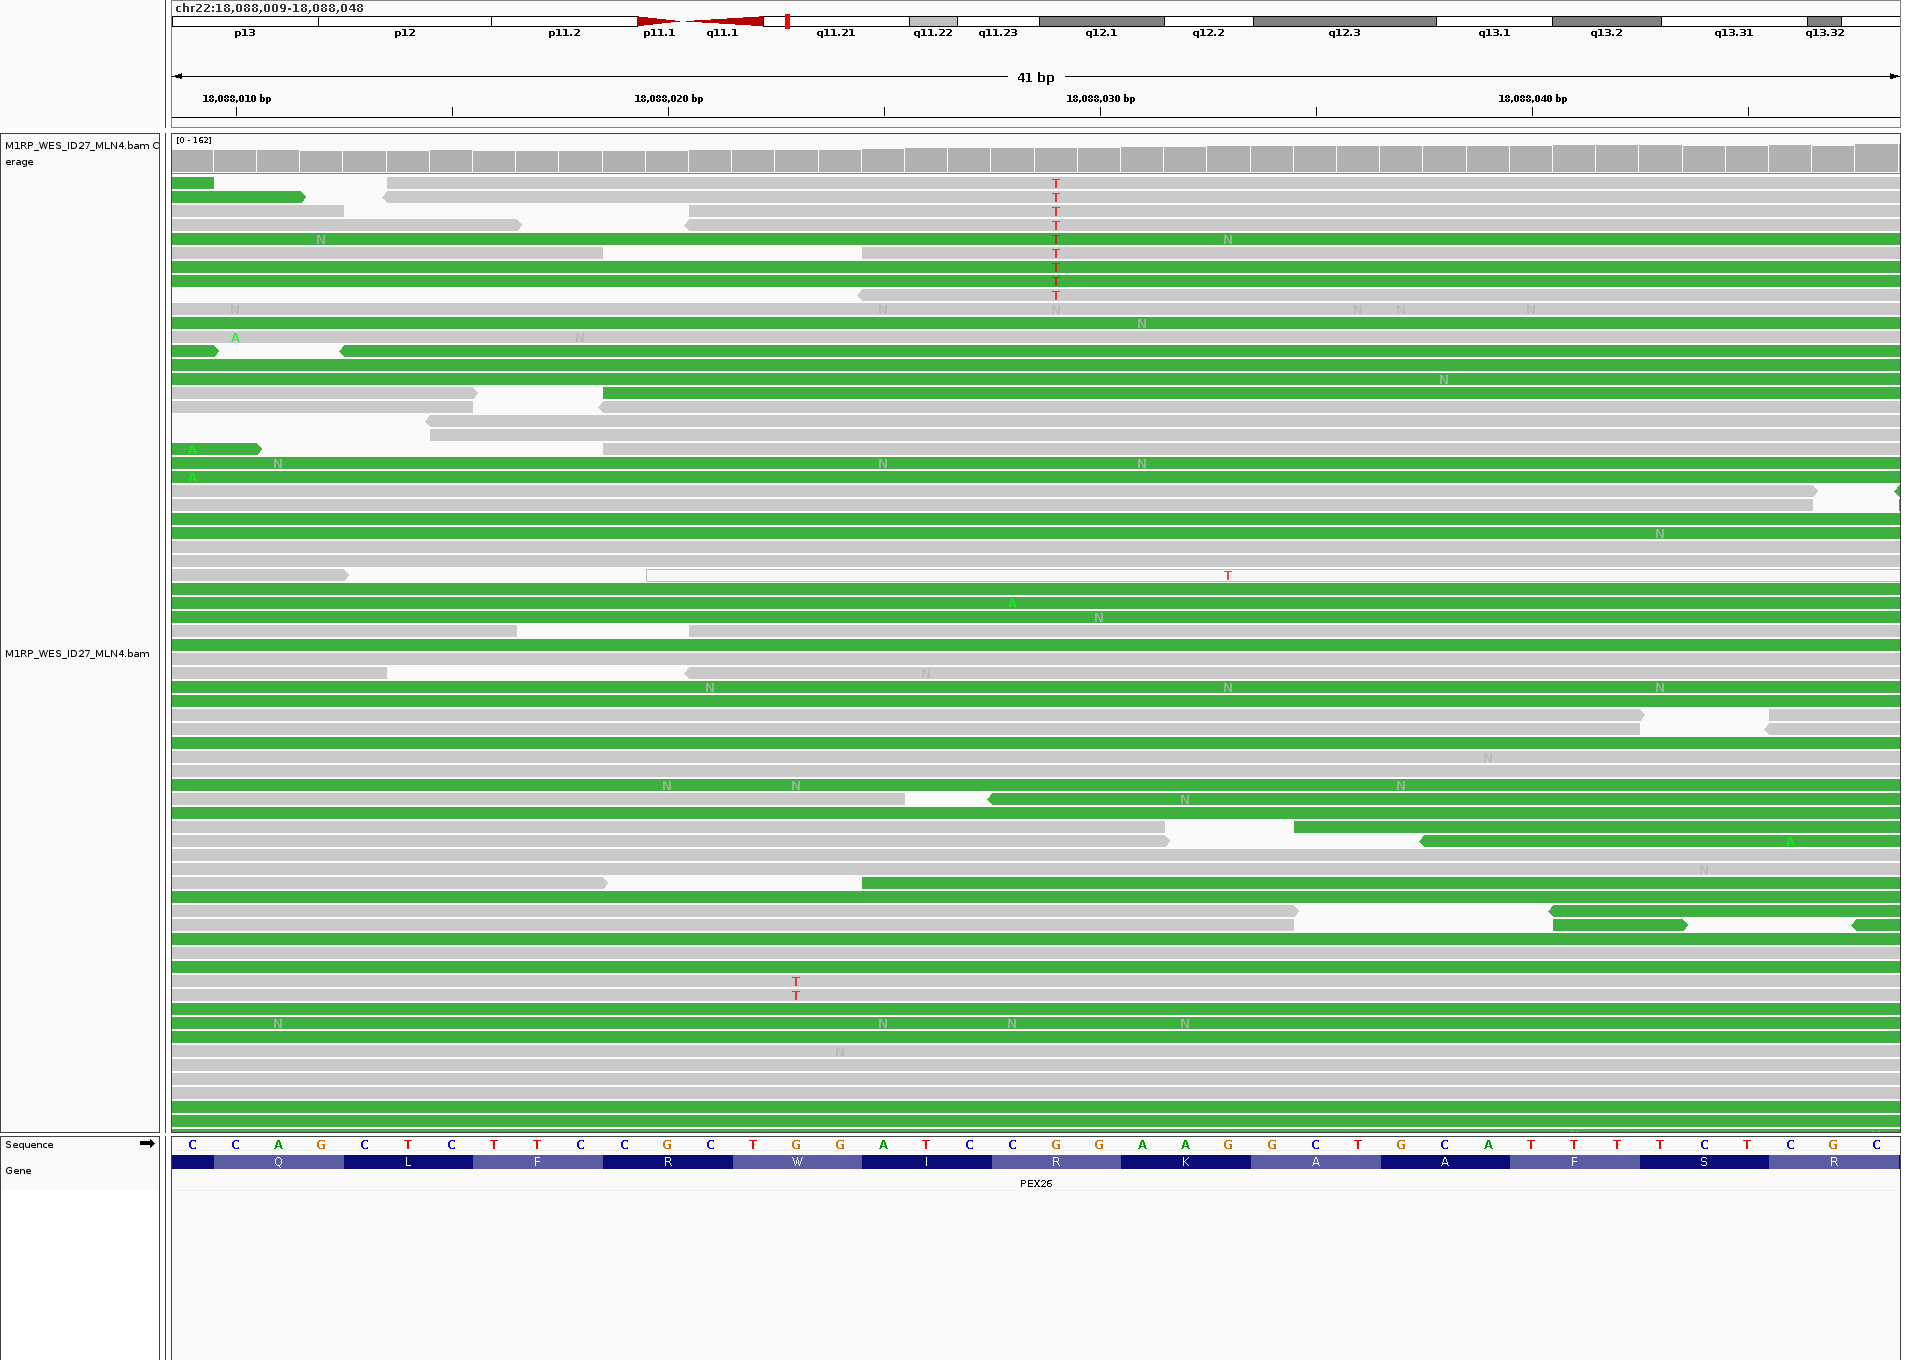 chr22:18,088,009-18,088,048
p13 p12 p11.2 p11.1 q11.1 q11.21 q11.22 q11.23 q12.1 q12.2 q12.3 q13.1 q13.2 q13.31 q13.32
41 bp
18,088,010 bp 18,088,020 bp 18,088,030 bp 18,088,040 bp
M1RP_WES_ID27_MLN4.bam C
erage
[0 - 162]
T
T
T
T
N T N
T
T
T
T
N N N N N N
N
A N
N
A
N N N
A
N
T
A
N
M1RP_WES_ID27_MLN4.bam
N
N N N
N
N N N
N
A
N
T
T
N N N N
N
Sequence C C A G C T C T T C C G C T G G A T C C G G A A G G C T G C A T T T T C T C G C
Gene Q L F R W I R K A A F S R
PEX26